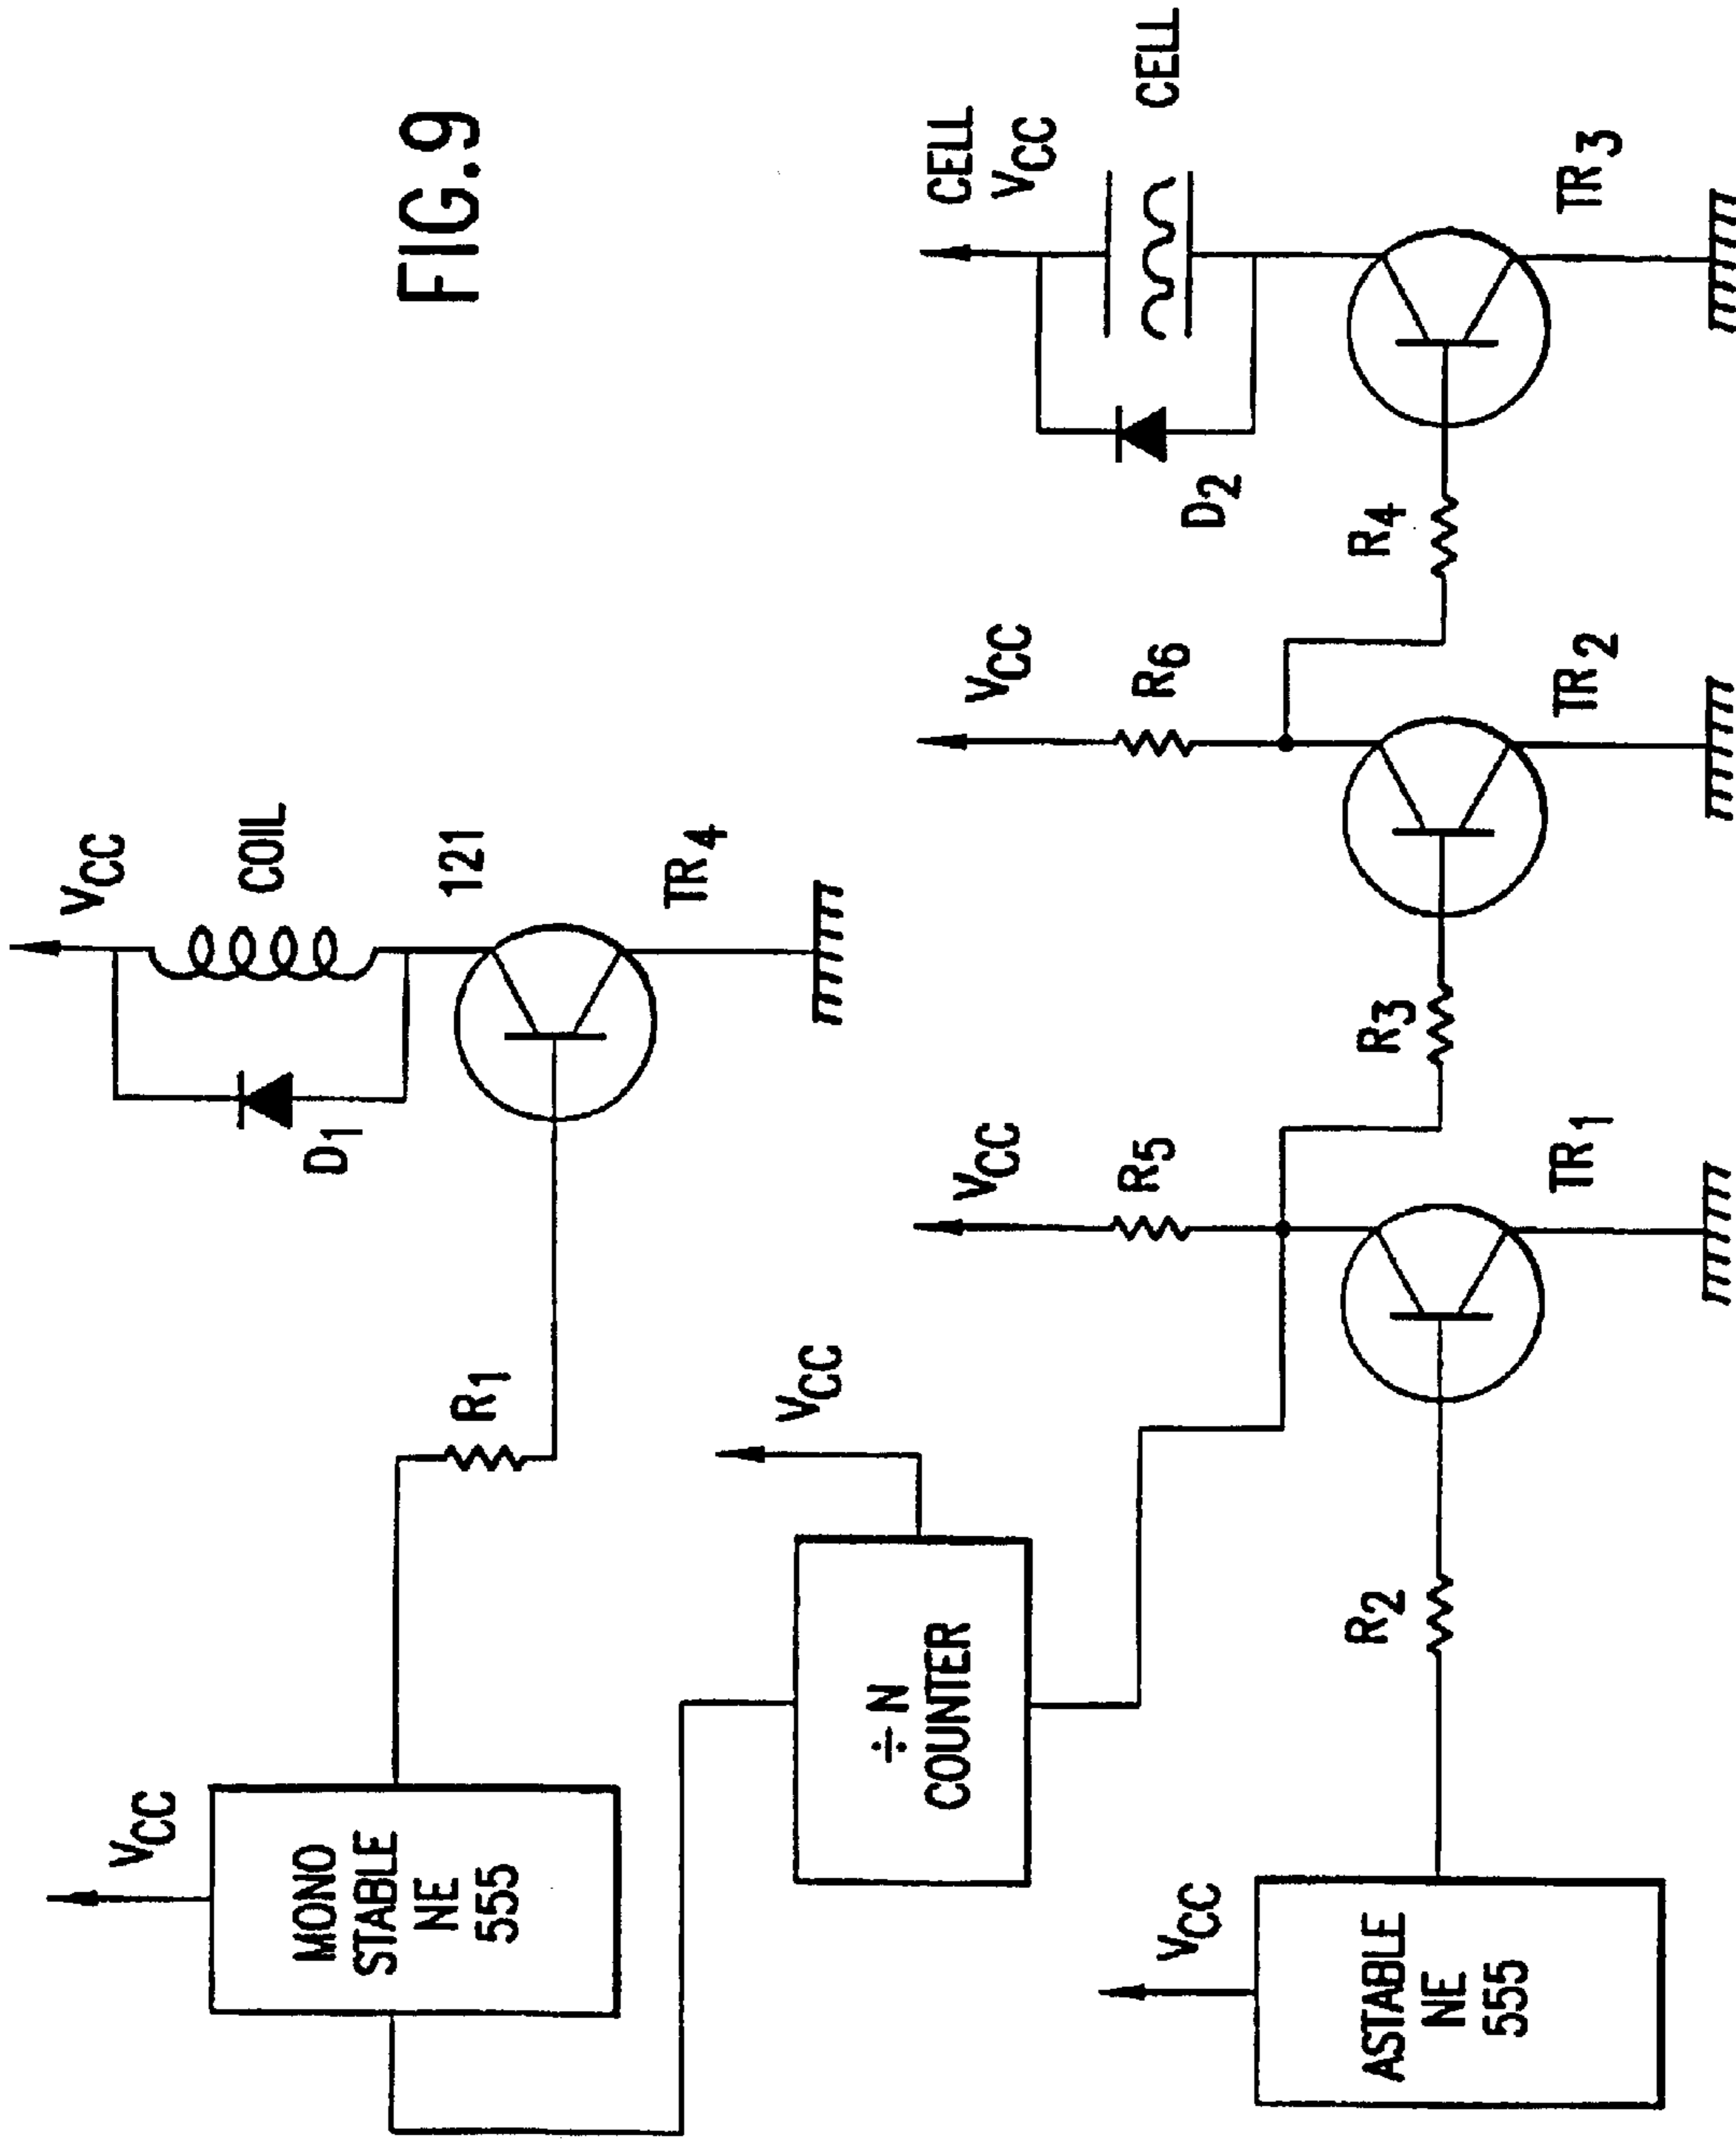 FIG.9
VCC
MONO
STABLE
NE
555
R1
VCC
COIL
121
D1
TR4
÷N
COUNTER
VCC
VCC
ASTABLE
NE
555
R2
VCC
R5
TR1
R3
VCC
R6
TR2
R4
CELL
VCC
CELL
D2
TR3